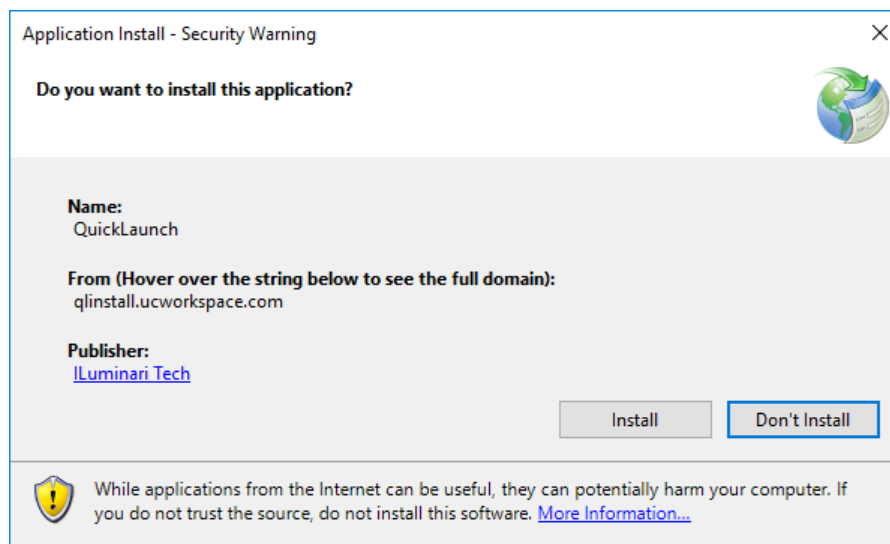 Application Install - Security Warning
Do you want to install this application?
Name:
QuickLaunch
From (Hover over the string below to see the full domain):
qlinstall.ucworkspace.com
Publisher:
ILuminari Tech
Install
Don't Install
While applications from the Internet can be useful, they can potentially harm your computer. If
you do not trust the source, do not install this software. More Information...